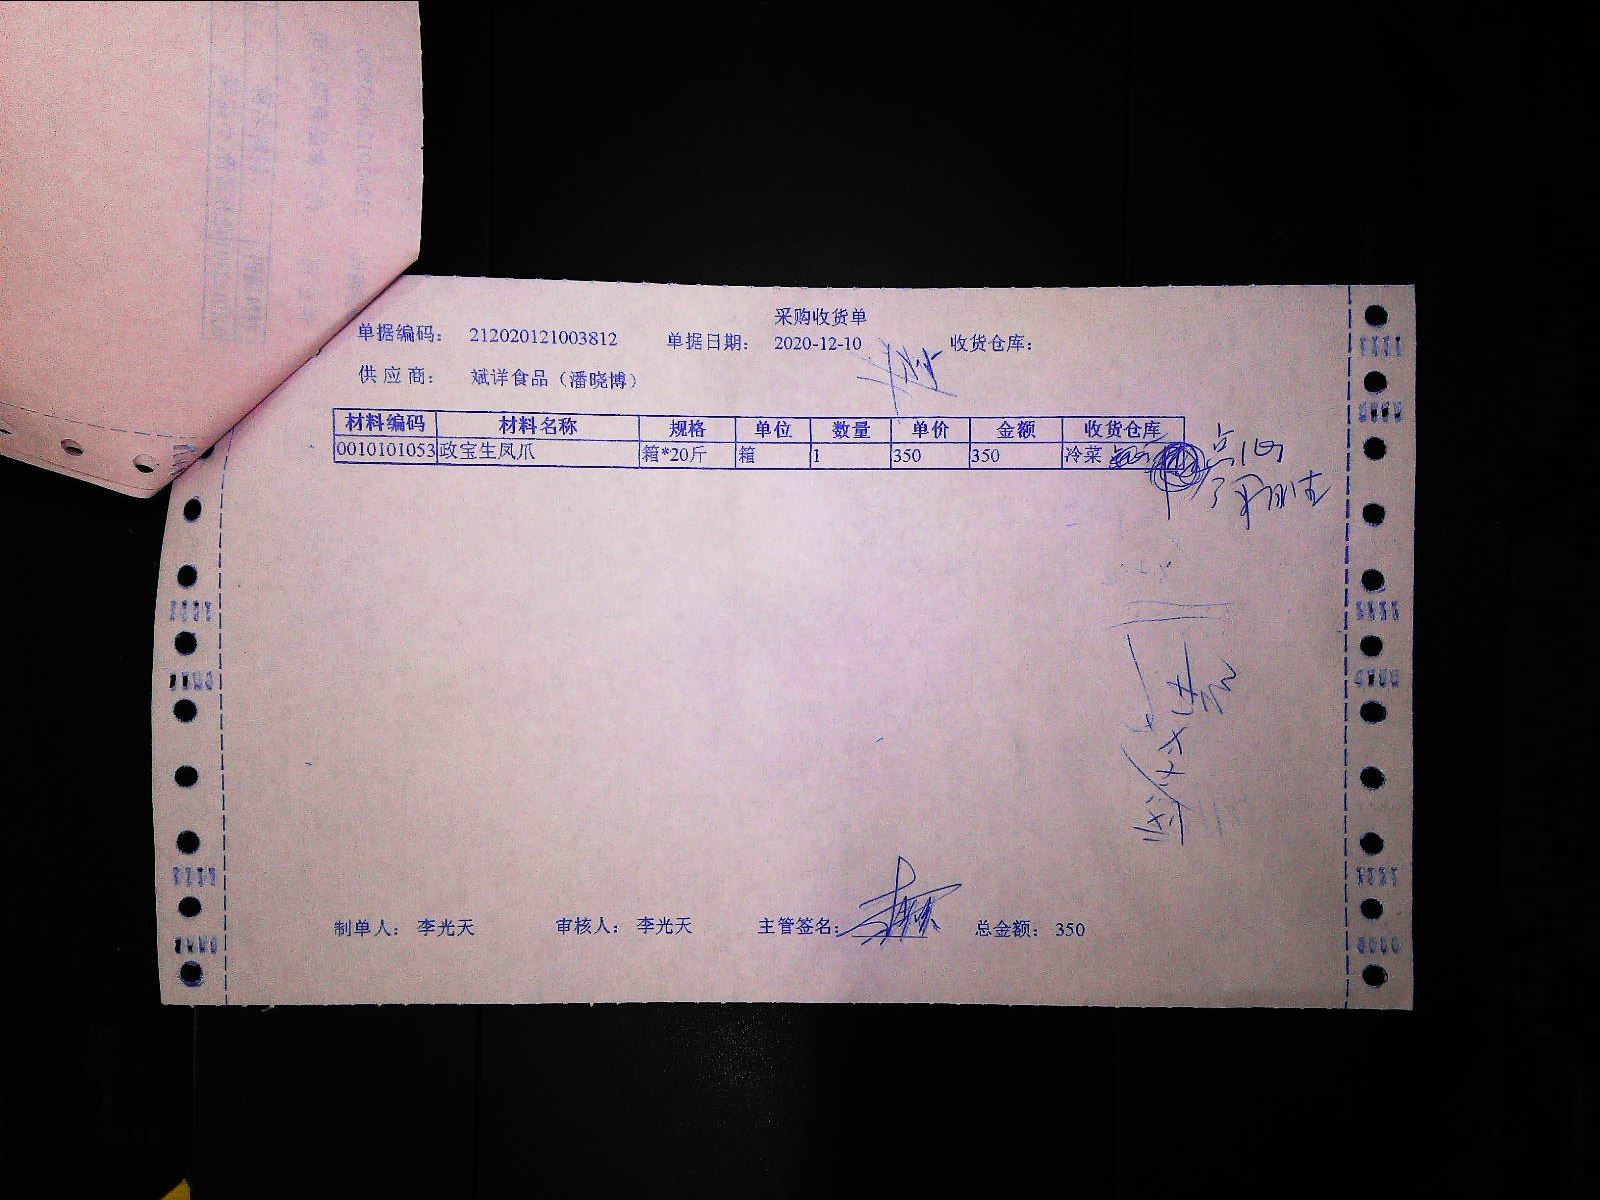 采购收货单
单据编码: 212020121003812 单据日期: 2020-12-10 收货仓库:
供应商: 斌详食品（潘晓博）
材料编码 材料名称 规格 单位 数量 单价 金额 收货仓库
0010101053 政宝生凤爪 箱*20斤 箱 1 350 350 冷菜
制单人: 李光天 审核人: 李光天 主管签名: 总金额: 350